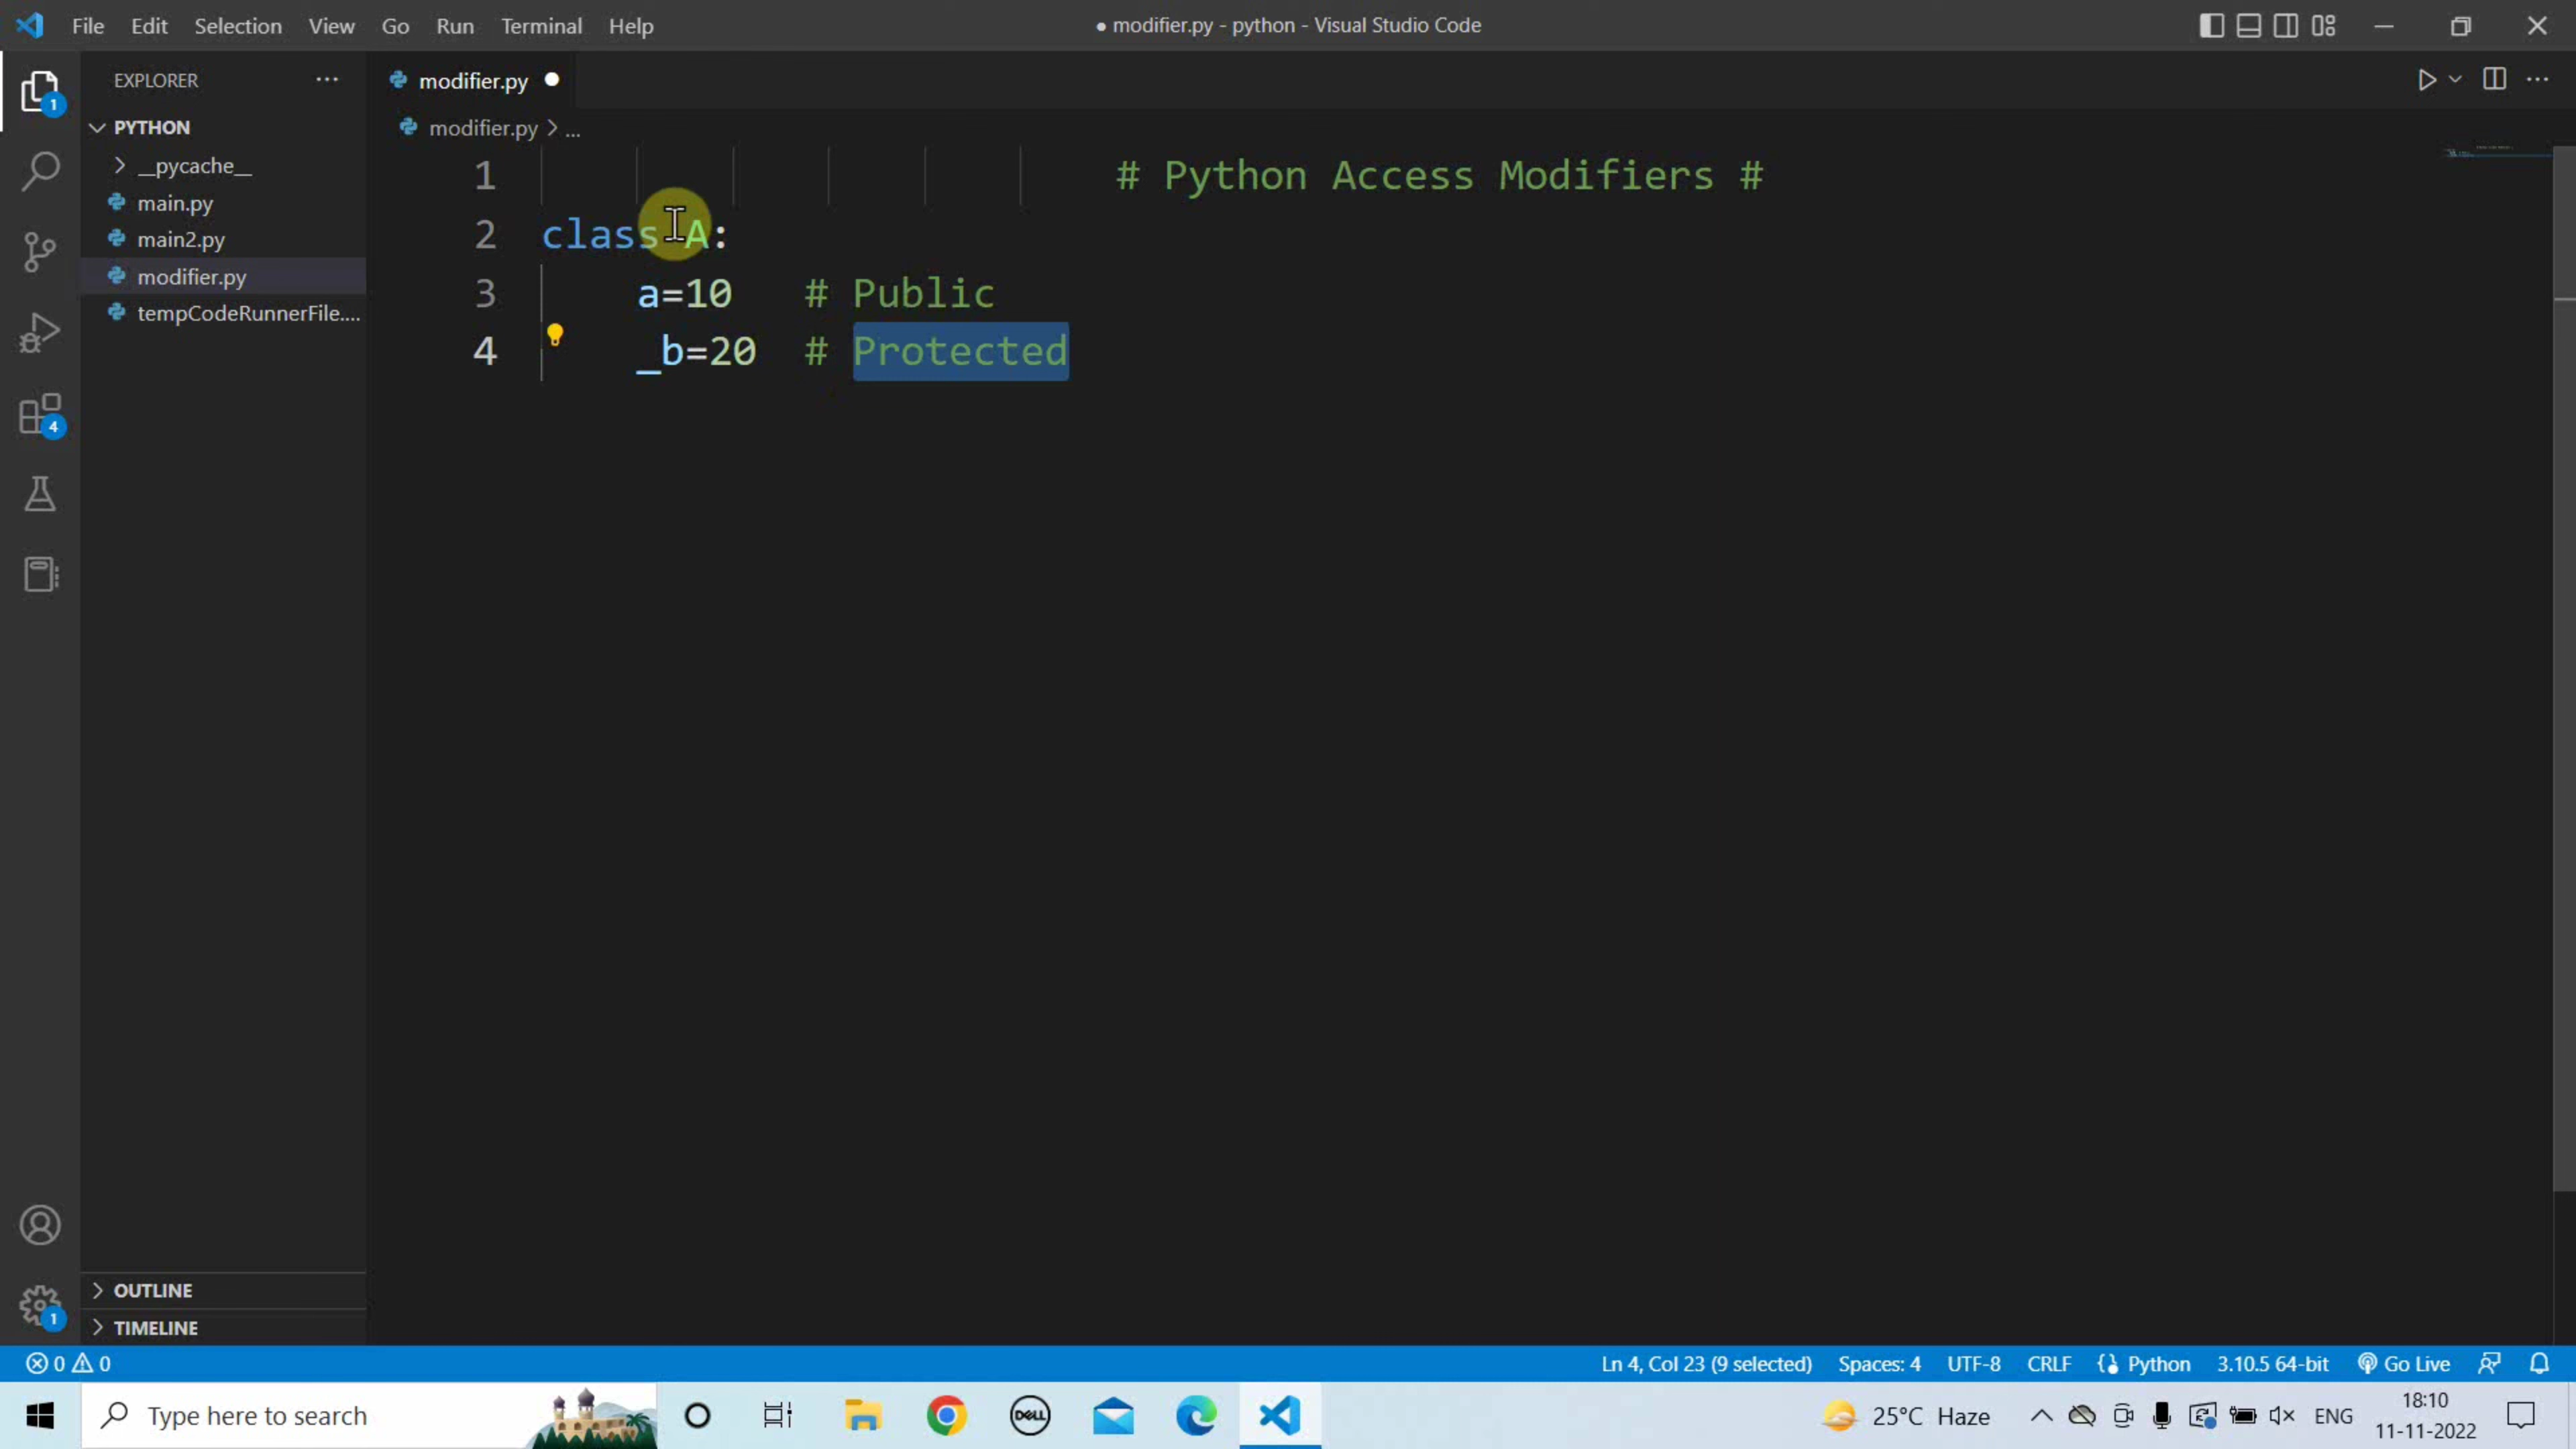 File Edit Selection View Go Run Terminal Help
● modifier.py - python - Visual Studio Code
EXPLORER ...
modifier.py ●
PYTHON
modifier.py > ...
__pycache__
main.py
main2.py
modifier.py
tempCodeRunnerFile....
1 # Python Access Modifiers #
2 class A:
3 a=10 # Public
4 _b=20 # Protected
1
4
1
OUTLINE
TIMELINE
0 0
Ln 4, Col 23 (9 selected) Spaces: 4 UTF-8 CRLF Python 3.10.5 64-bit Go Live
Type here to search
DELL
25°C Haze
ENG
18:10
11-11-2022